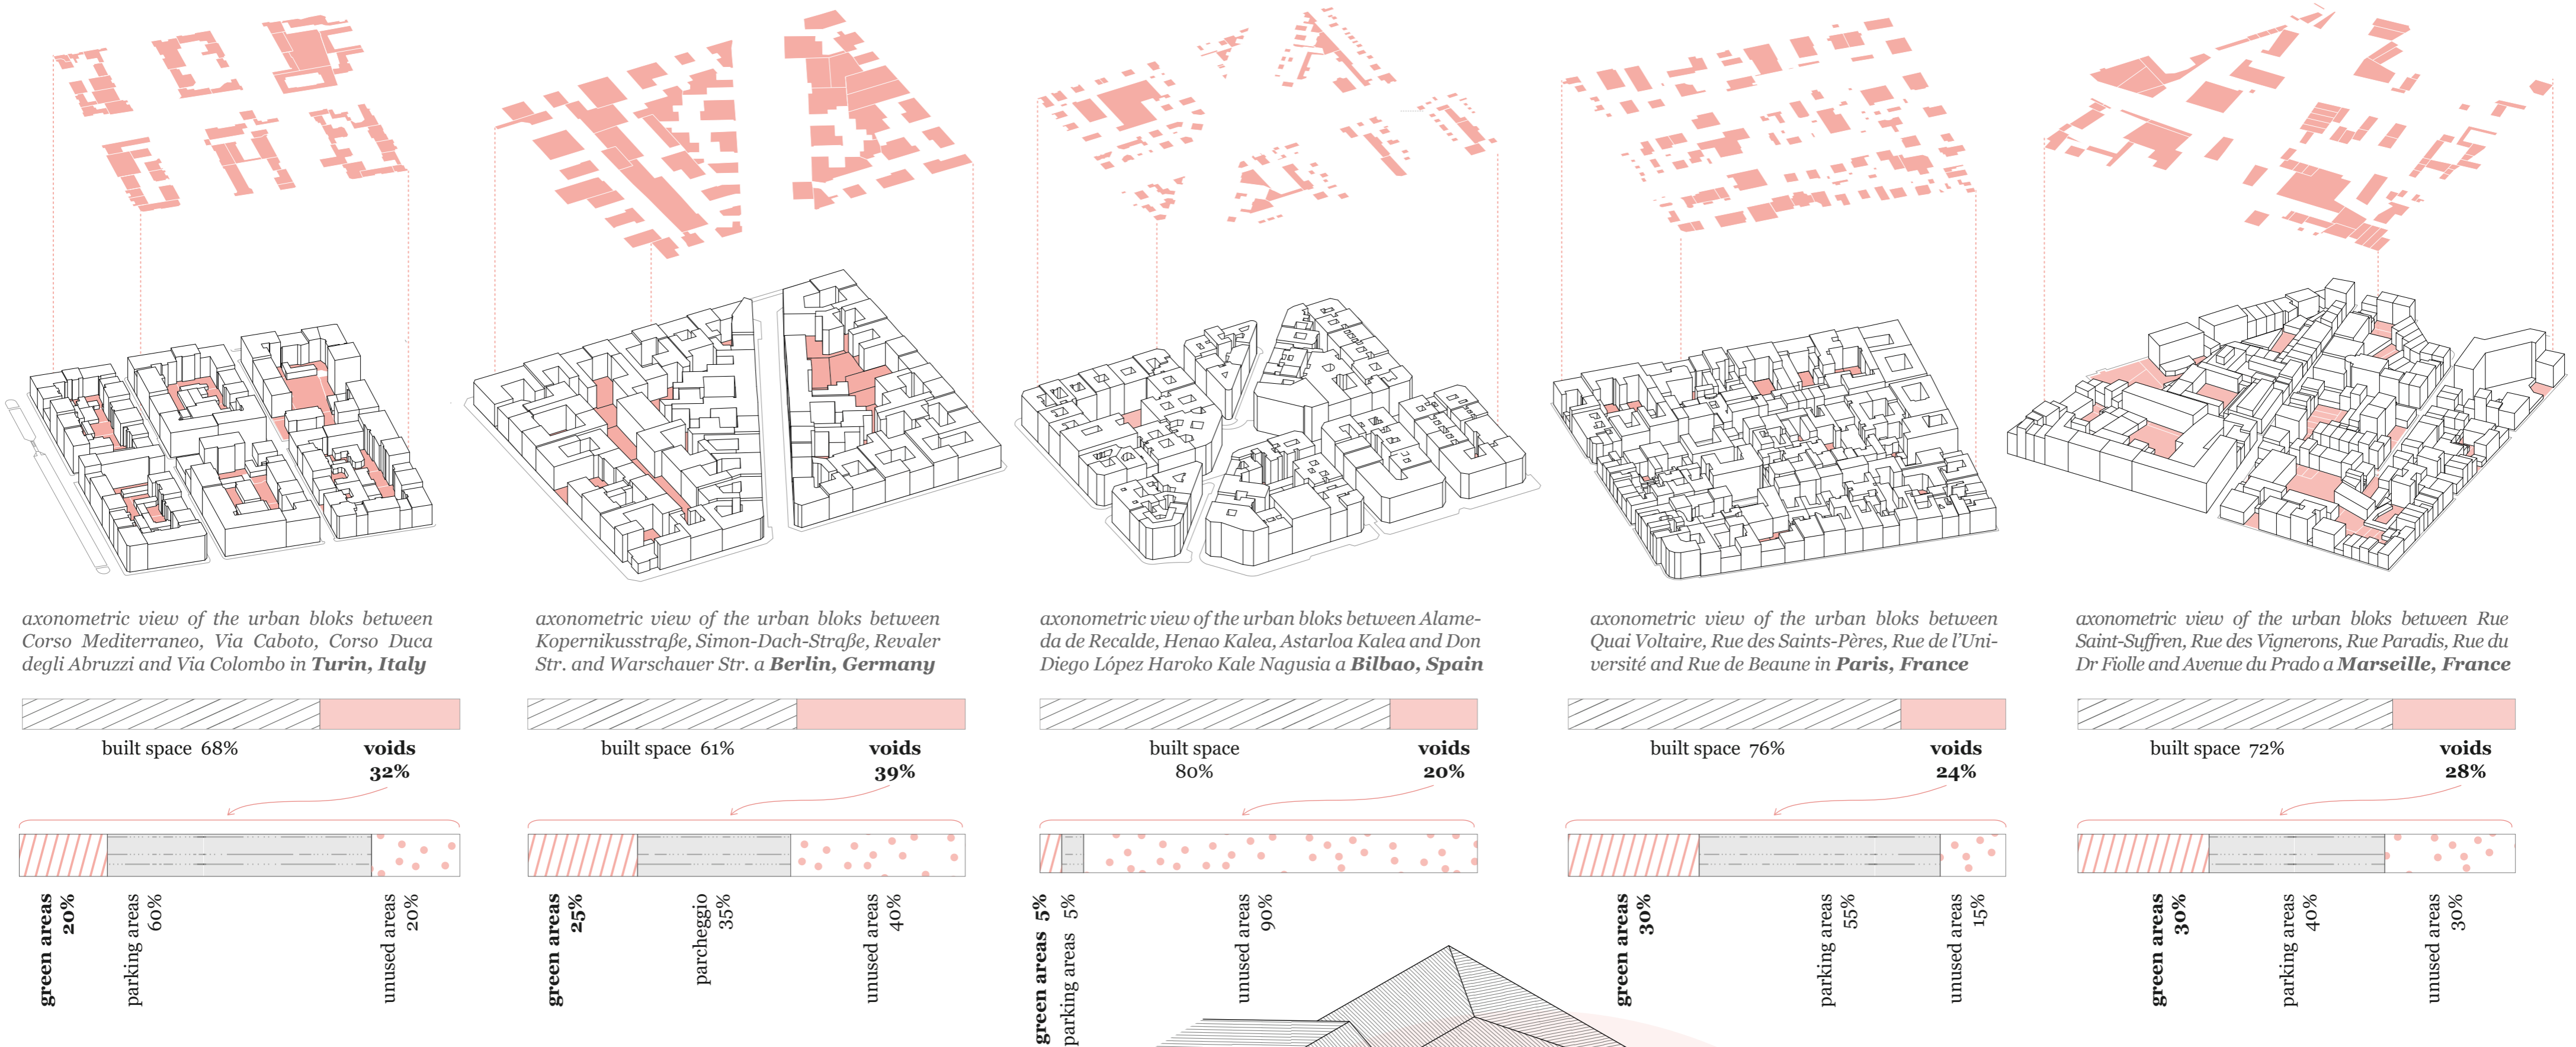 axonometric view of the urban bloks between
Corso Mediterraneo, Via Caboto, Corso Duca
degli Abruzzi and Via Colombo in Turin, Italy
built space 68%
voids
32%
green areas
20%
parking areas
60%
unused areas
20%
axonometric view of the urban bloks between
Kopernikusstraße, Simon-Dach-Straße, Revaler
Str. and Warschauer Str. a Berlin, Germany
built space 61%
voids
39%
green areas
25%
parcheggio
35%
unused areas
40%
axonometric view of the urban bloks between Alame-
da de Recalde, Henao Kalea, Astarloa Kalea and Don
Diego López Haroko Kale Nagusia a Bilbao, Spain
built space
80%
voids
20%
green areas 5%
parking areas 5%
unused areas
90%
axonometric view of the urban bloks between
Quai Voltaire, Rue des Saints-Pères, Rue de l'Uni-
versité and Rue de Beaune in Paris, France
built space 76%
voids
24%
green areas
30%
parking areas
55%
unused areas
15%
axonometric view of the urban bloks between Rue
Saint-Suffren, Rue des Vignerons, Rue Paradis, Rue du
Dr Fiolle and Avenue du Prado a Marseille, France
built space 72%
voids
28%
green areas
30%
parking areas
40%
unused areas
30%